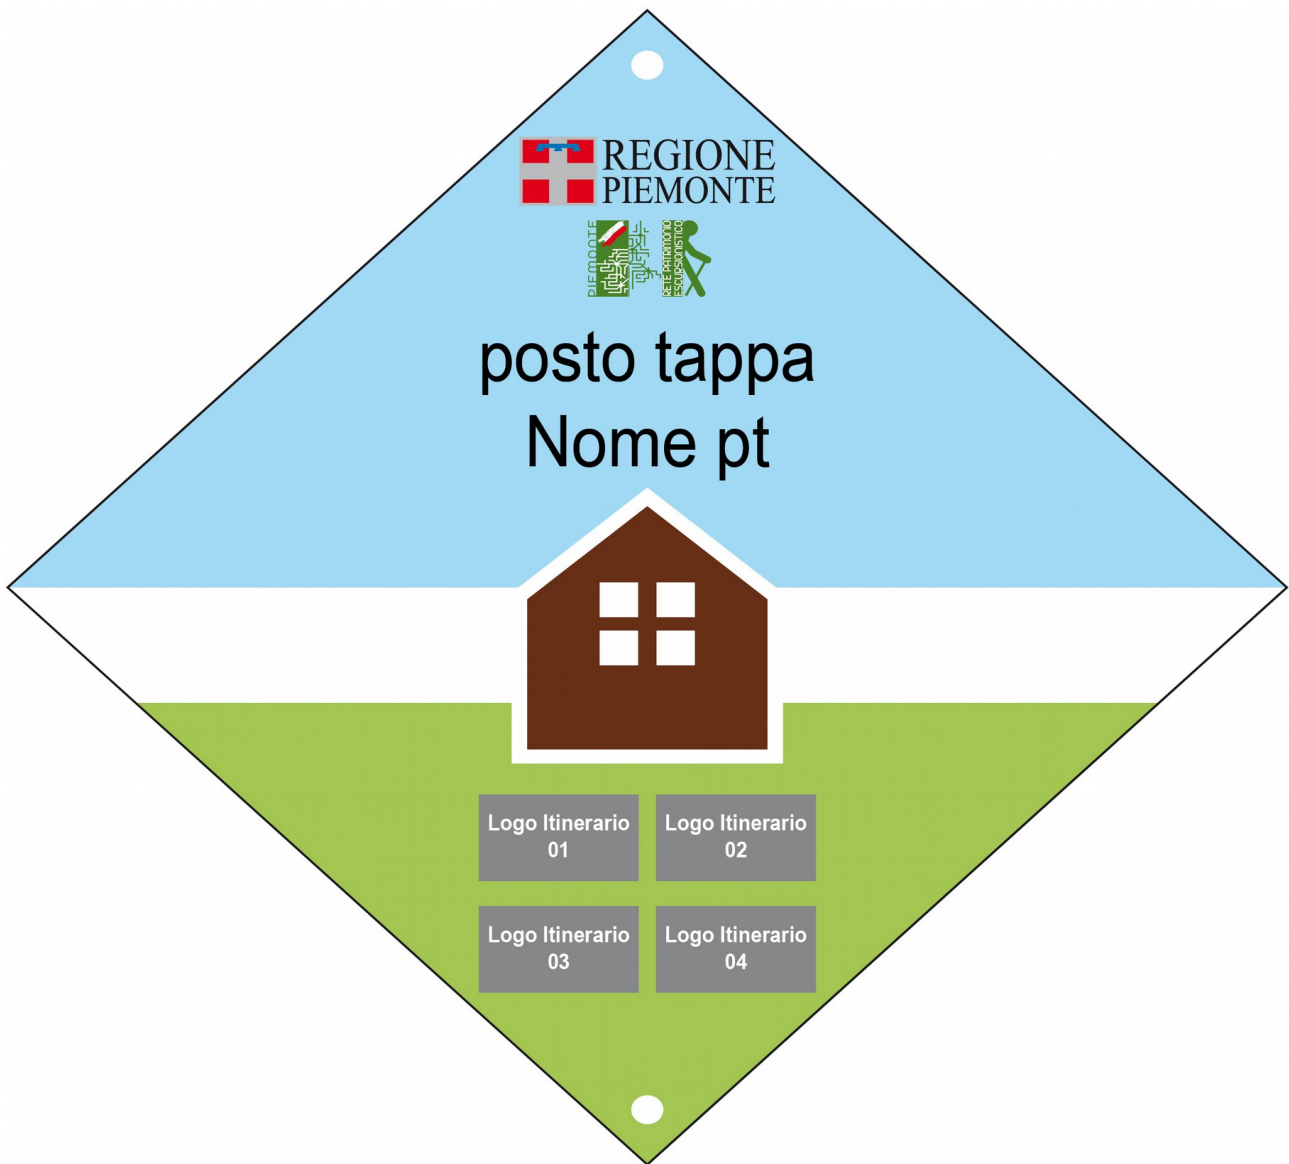 REGIONE
PIEMONTE
PIEMONTE
RETE PATRIMONIO
ESCURSIONISTICO
posto tappa
Nome pt
Logo Itinerario
01
Logo Itinerario
02
Logo Itinerario
03
Logo Itinerario
04